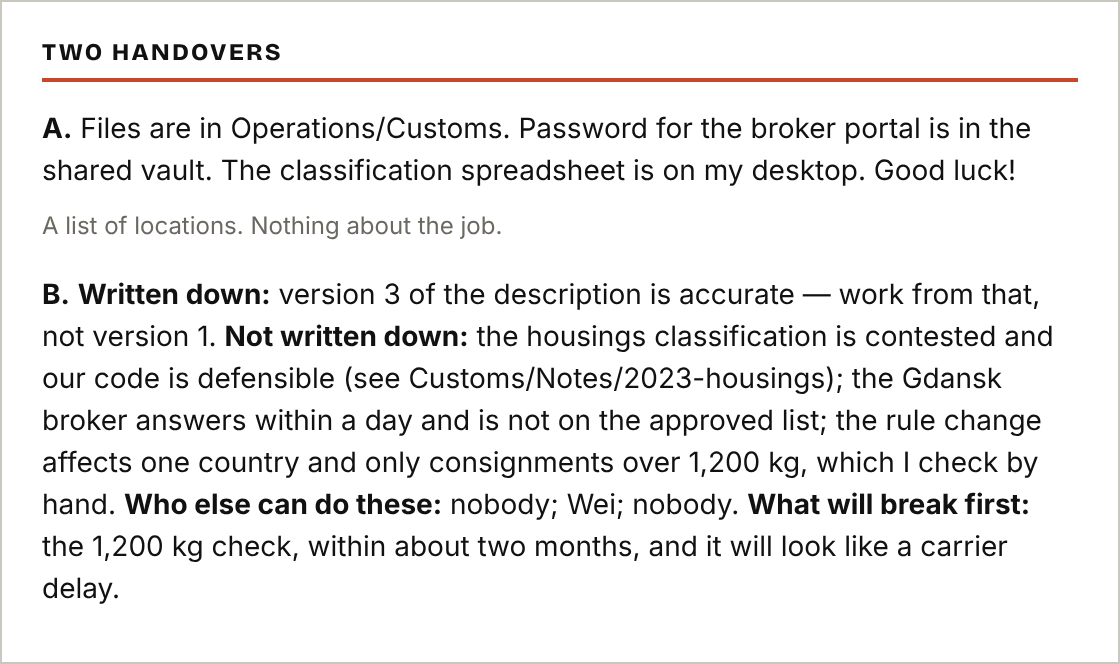 TWO HANDOVERS
A. Files are in Operations/Customs. Password for the broker portal is in the
shared vault. The classification spreadsheet is on my desktop. Good luck!
A list of locations. Nothing about the job.
B. Written down: version 3 of the description is accurate — work from that,
not version 1. Not written down: the housings classification is contested and
our code is defensible (see Customs/Notes/2023-housings); the Gdansk
broker answers within a day and is not on the approved list; the rule change
affects one country and only consignments over 1,200 kg, which I check by
hand. Who else can do these: nobody; Wei; nobody. What will break first:
the 1,200 kg check, within about two months, and it will look like a carrier
delay.